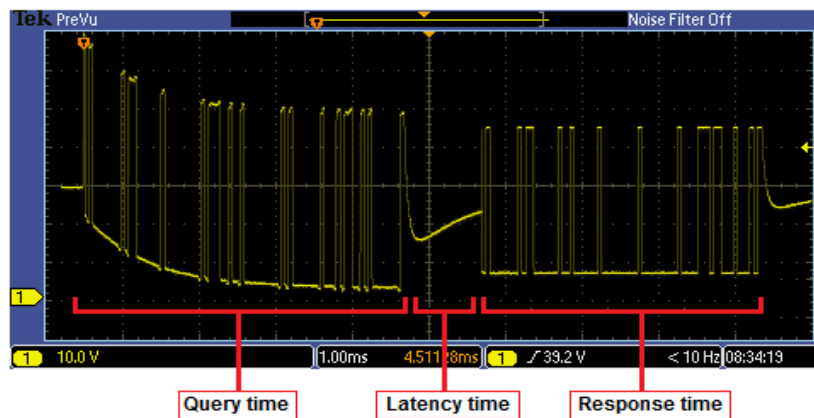 Tek PreVu Noise Filter Off
T
T
1
1 10.0 V 1.00ms 4.51128ms 1 39.2 V < 10 Hz 08:34:19
Query time Latency time Response time